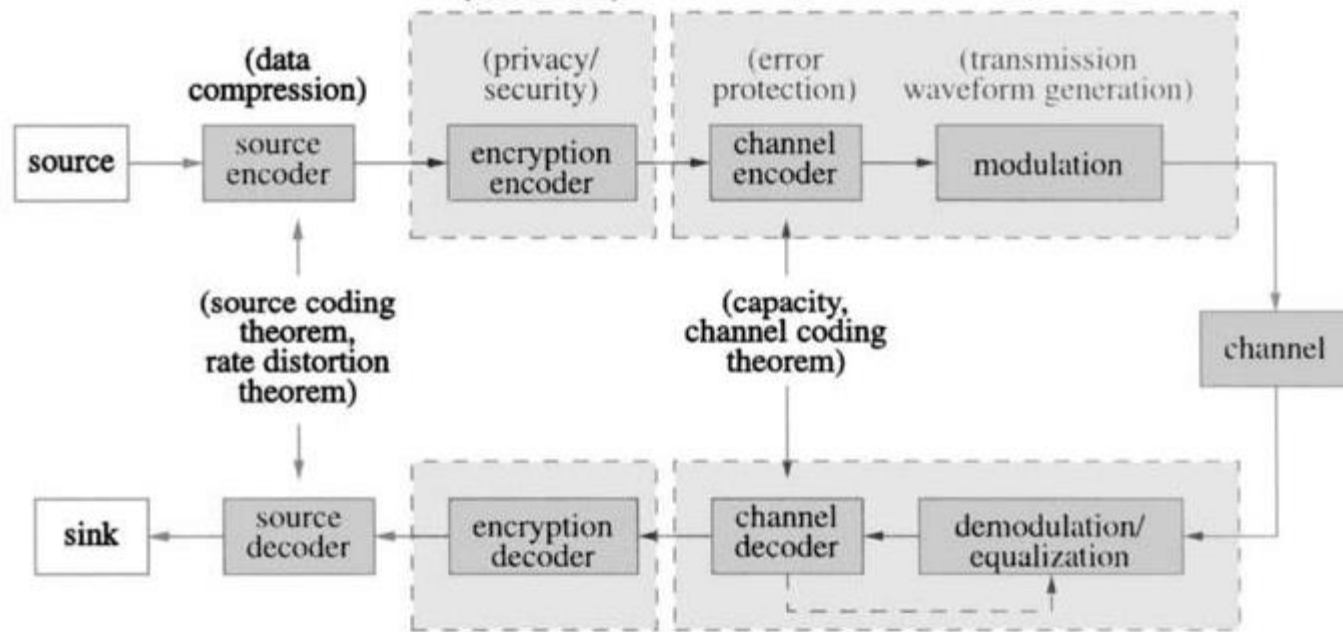 (data
compression)
(privacy/
security)
(error
protection)
(transmission
waveform generation)
source
source
encoder
encryption
encoder
channel
encoder
modulation
(source coding
theorem,
rate distortion
theorem)
(capacity,
channel coding
theorem)
channel
sink
source
decoder
encryption
decoder
channel
decoder
demodulation/
equalization